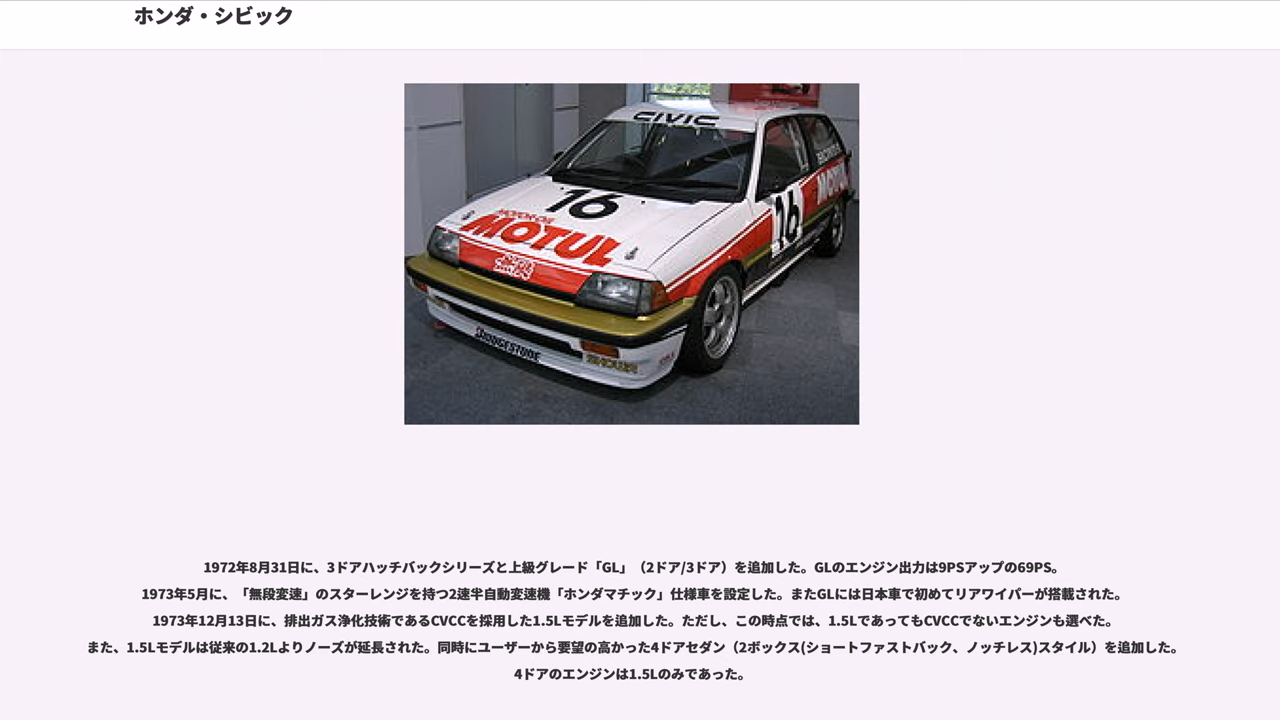 ホンダ・シビック
CIVIC
16
MOTOR OIL
MOTUL
無限
MOTUL
16
BRIDGESTONE
SHOWA
1972年8月31日に、3ドアハッチバックシリーズと上級グレード「GL」（2ドア/3ドア）を追加した。GLのエンジン出力は9PSアップの69PS。
1973年5月に、「無段変速」のスターレンジを持つ2速半自動変速機「ホンダマチック」仕様車を設定した。またGLには日本車で初めてリアワイパーが搭載された。
1973年12月13日に、排出ガス浄化技術であるCVCCを採用した1.5Lモデルを追加した。ただし、この時点では、1.5LであってもCVCCでないエンジンも選べた。
また、1.5Lモデルは従来の1.2Lよりノーズが延長された。同時にユーザーから要望の高かった4ドアセダン（2ボックス(ショートファストバック、ノッチレス)スタイル）を追加した。
4ドアのエンジンは1.5Lのみであった。